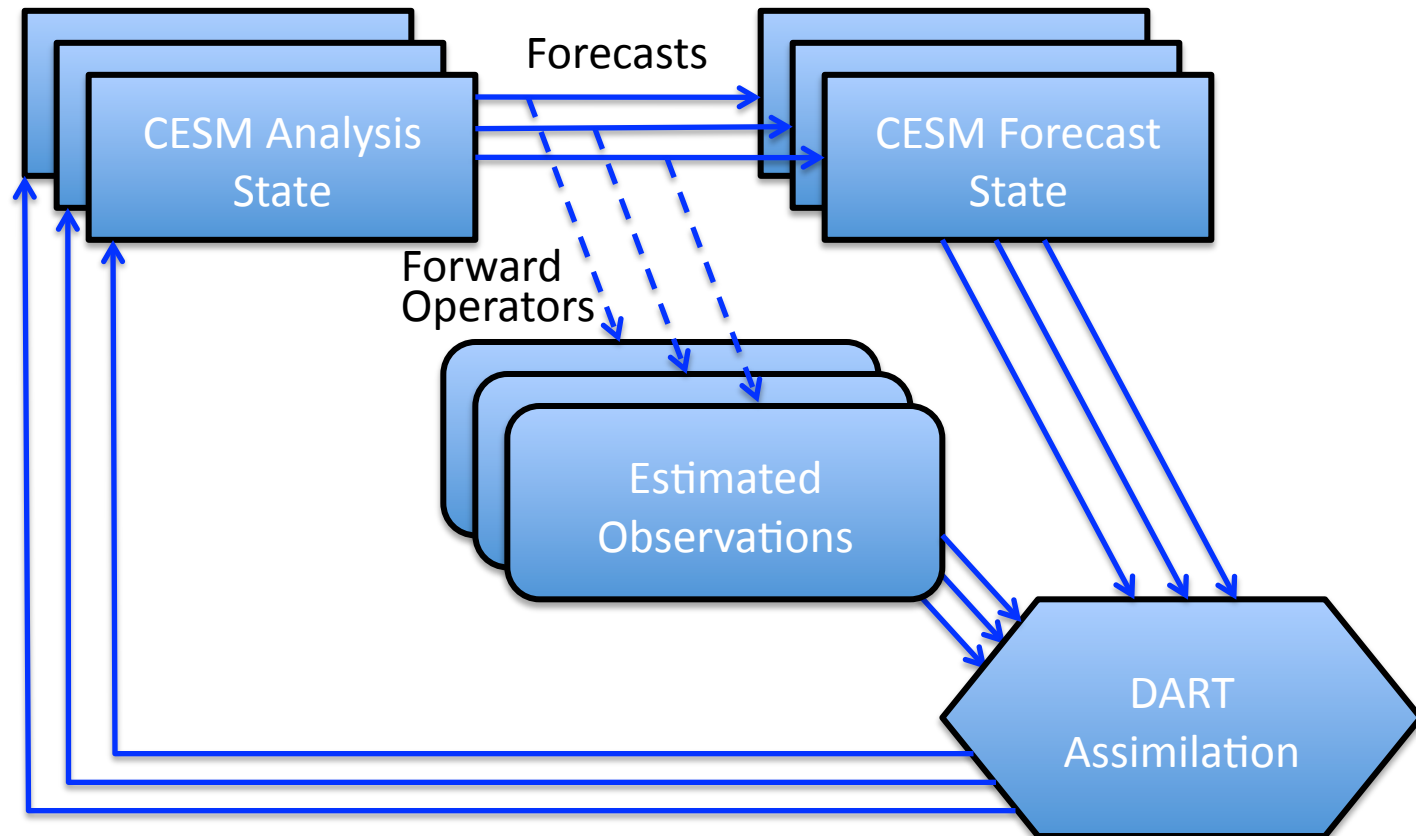 Forecasts
CESM Analysis
State
CESM Forecast
State
Forward
Operators
Estimated
Observations
DART
Assimilation